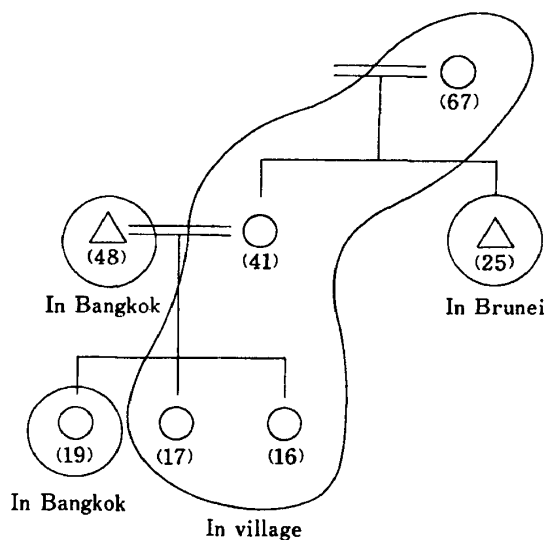 (67)
(48)
(41)
(25)
In Bangkok
In Brunei
(19)
(17)
(16)
In Bangkok
In village